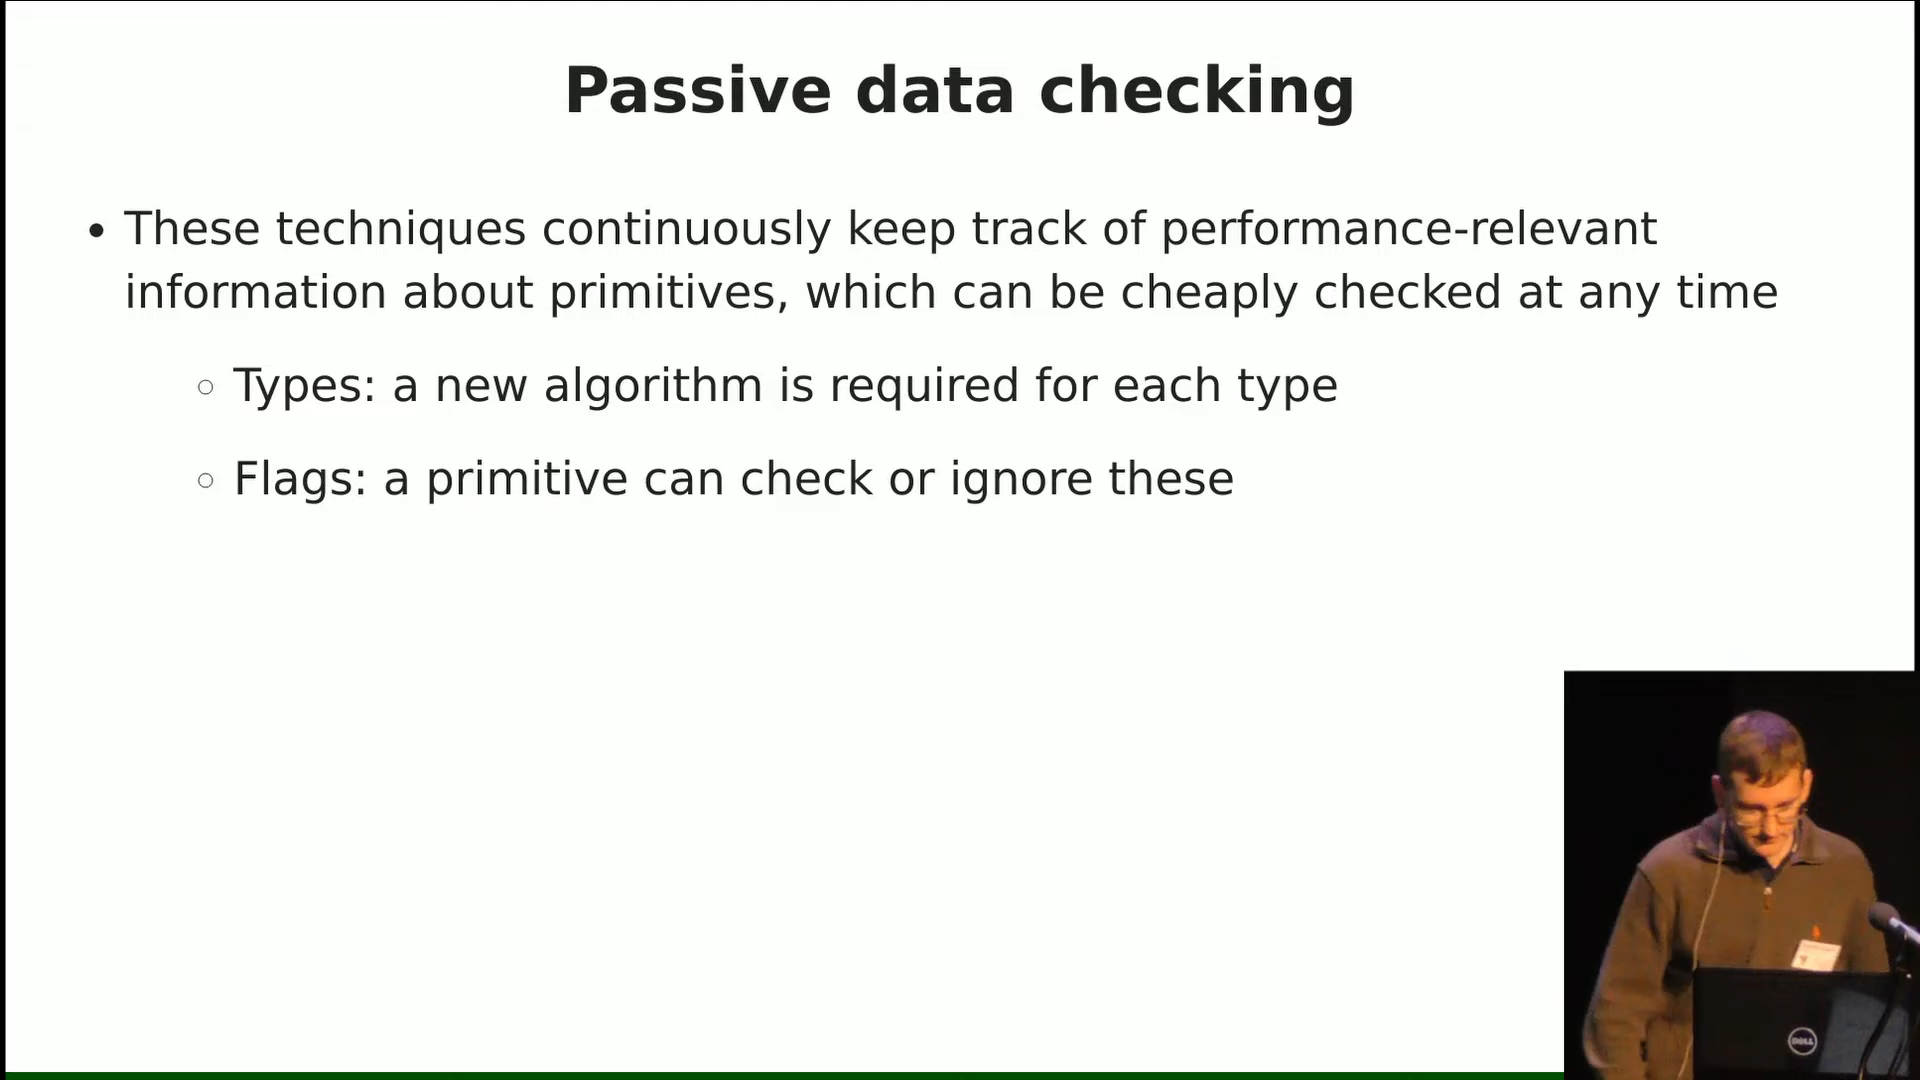 Passive data checking
• These techniques continuously keep track of performance-relevant
information about primitives, which can be cheaply checked at any time
○ Types: a new algorithm is required for each type
○ Flags: a primitive can check or ignore these
DELL